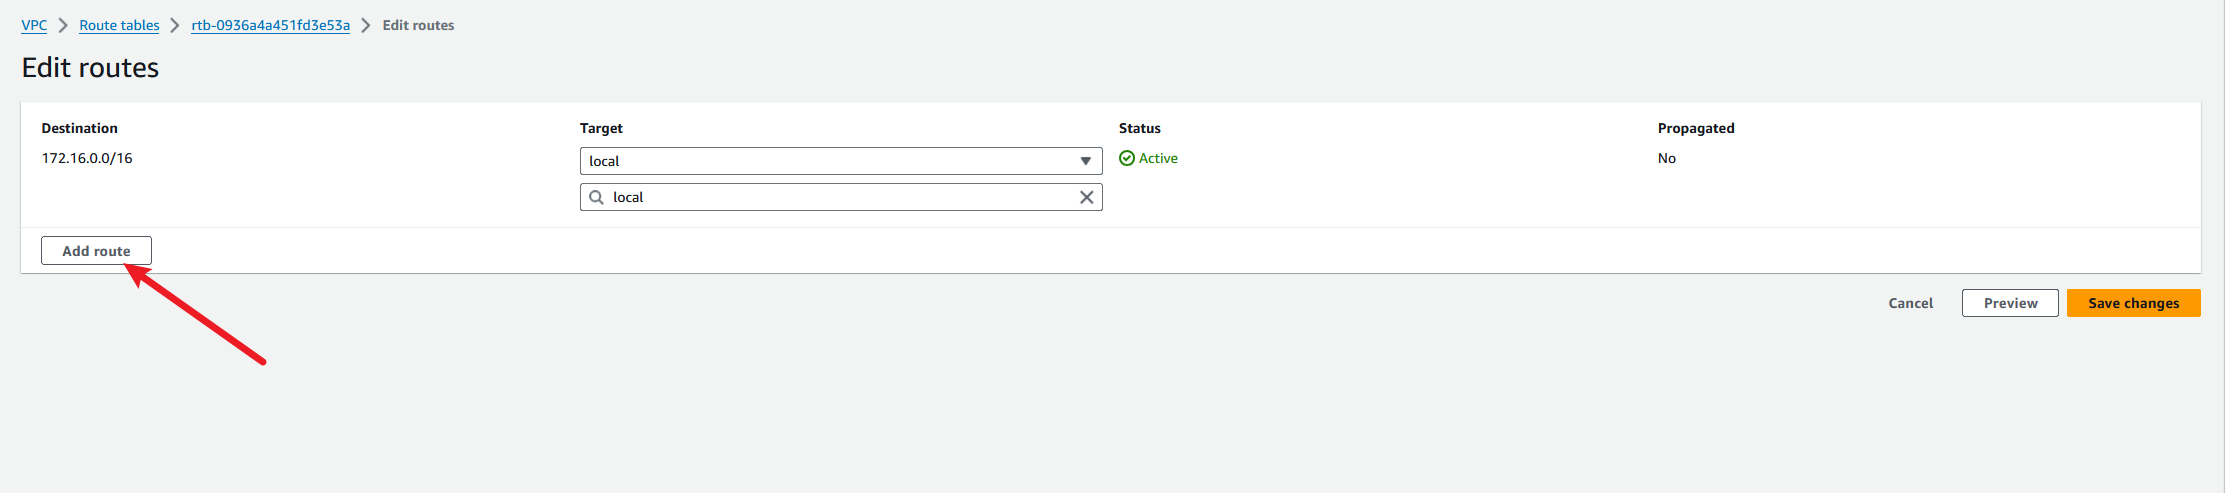 VPC > Route tables > rtb-0936a4a451fd3e53a > Edit routes
Edit routes
Destination Target Status Propagated
172.16.0.0/16 local Active No
local
Add route
Cancel Preview Save changes